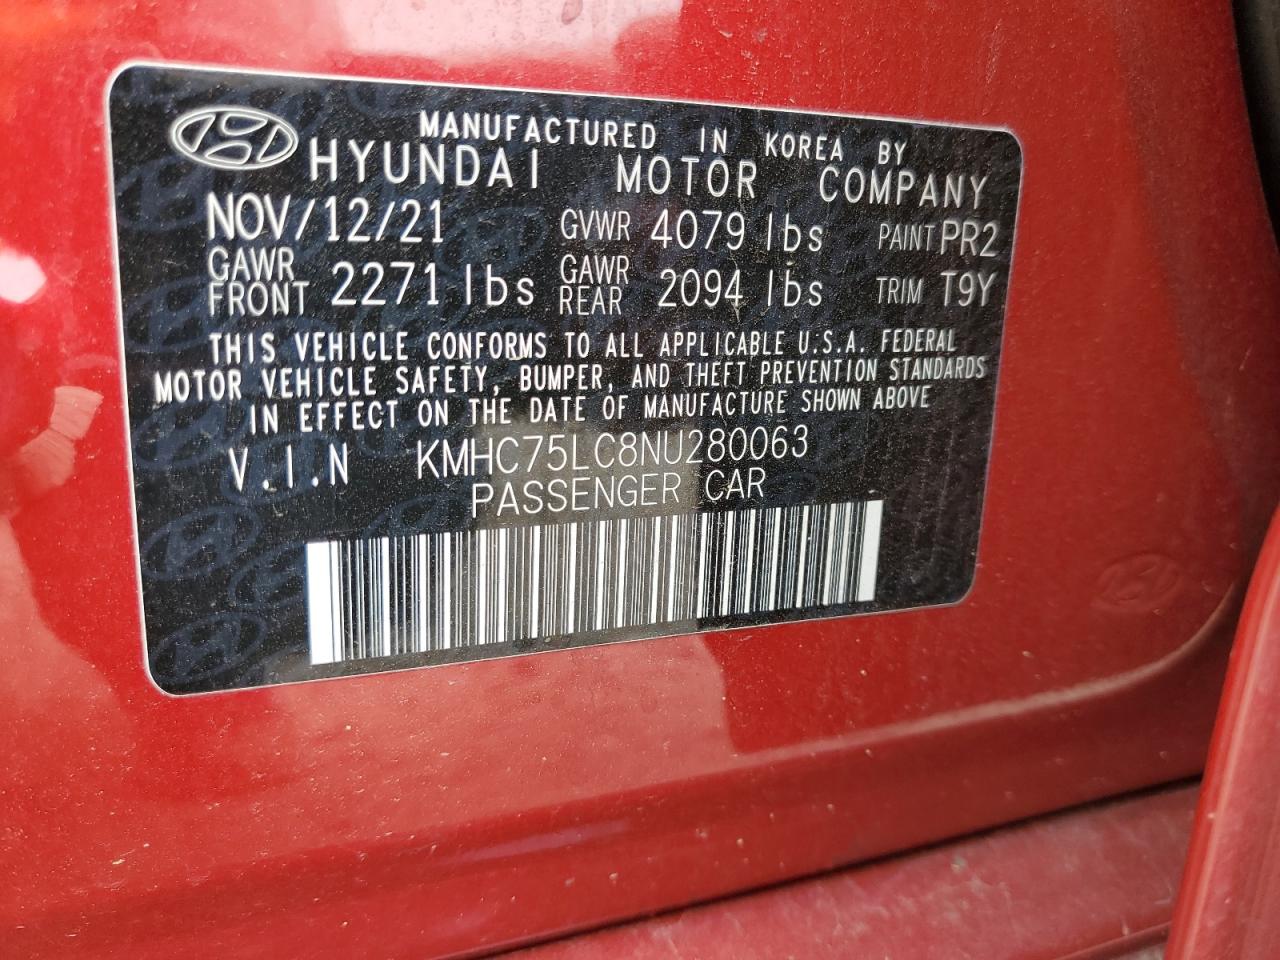 MANUFACTURED IN KOREA BY
HYUNDAI MOTOR COMPANY
NOV/12/21 GVWR 4079 lbs PAINT PR2
GAWR FRONT 2271 lbs GAWR REAR 2094 lbs TRIM T9Y
THIS VEHICLE CONFORMS TO ALL APPLICABLE U.S.A. FEDERAL
MOTOR VEHICLE SAFETY, BUMPER, AND THEFT PREVENTION STANDARDS
IN EFFECT ON THE DATE OF MANUFACTURE SHOWN ABOVE
V.I.N KMHC75LC8NU280063
PASSENGER CAR